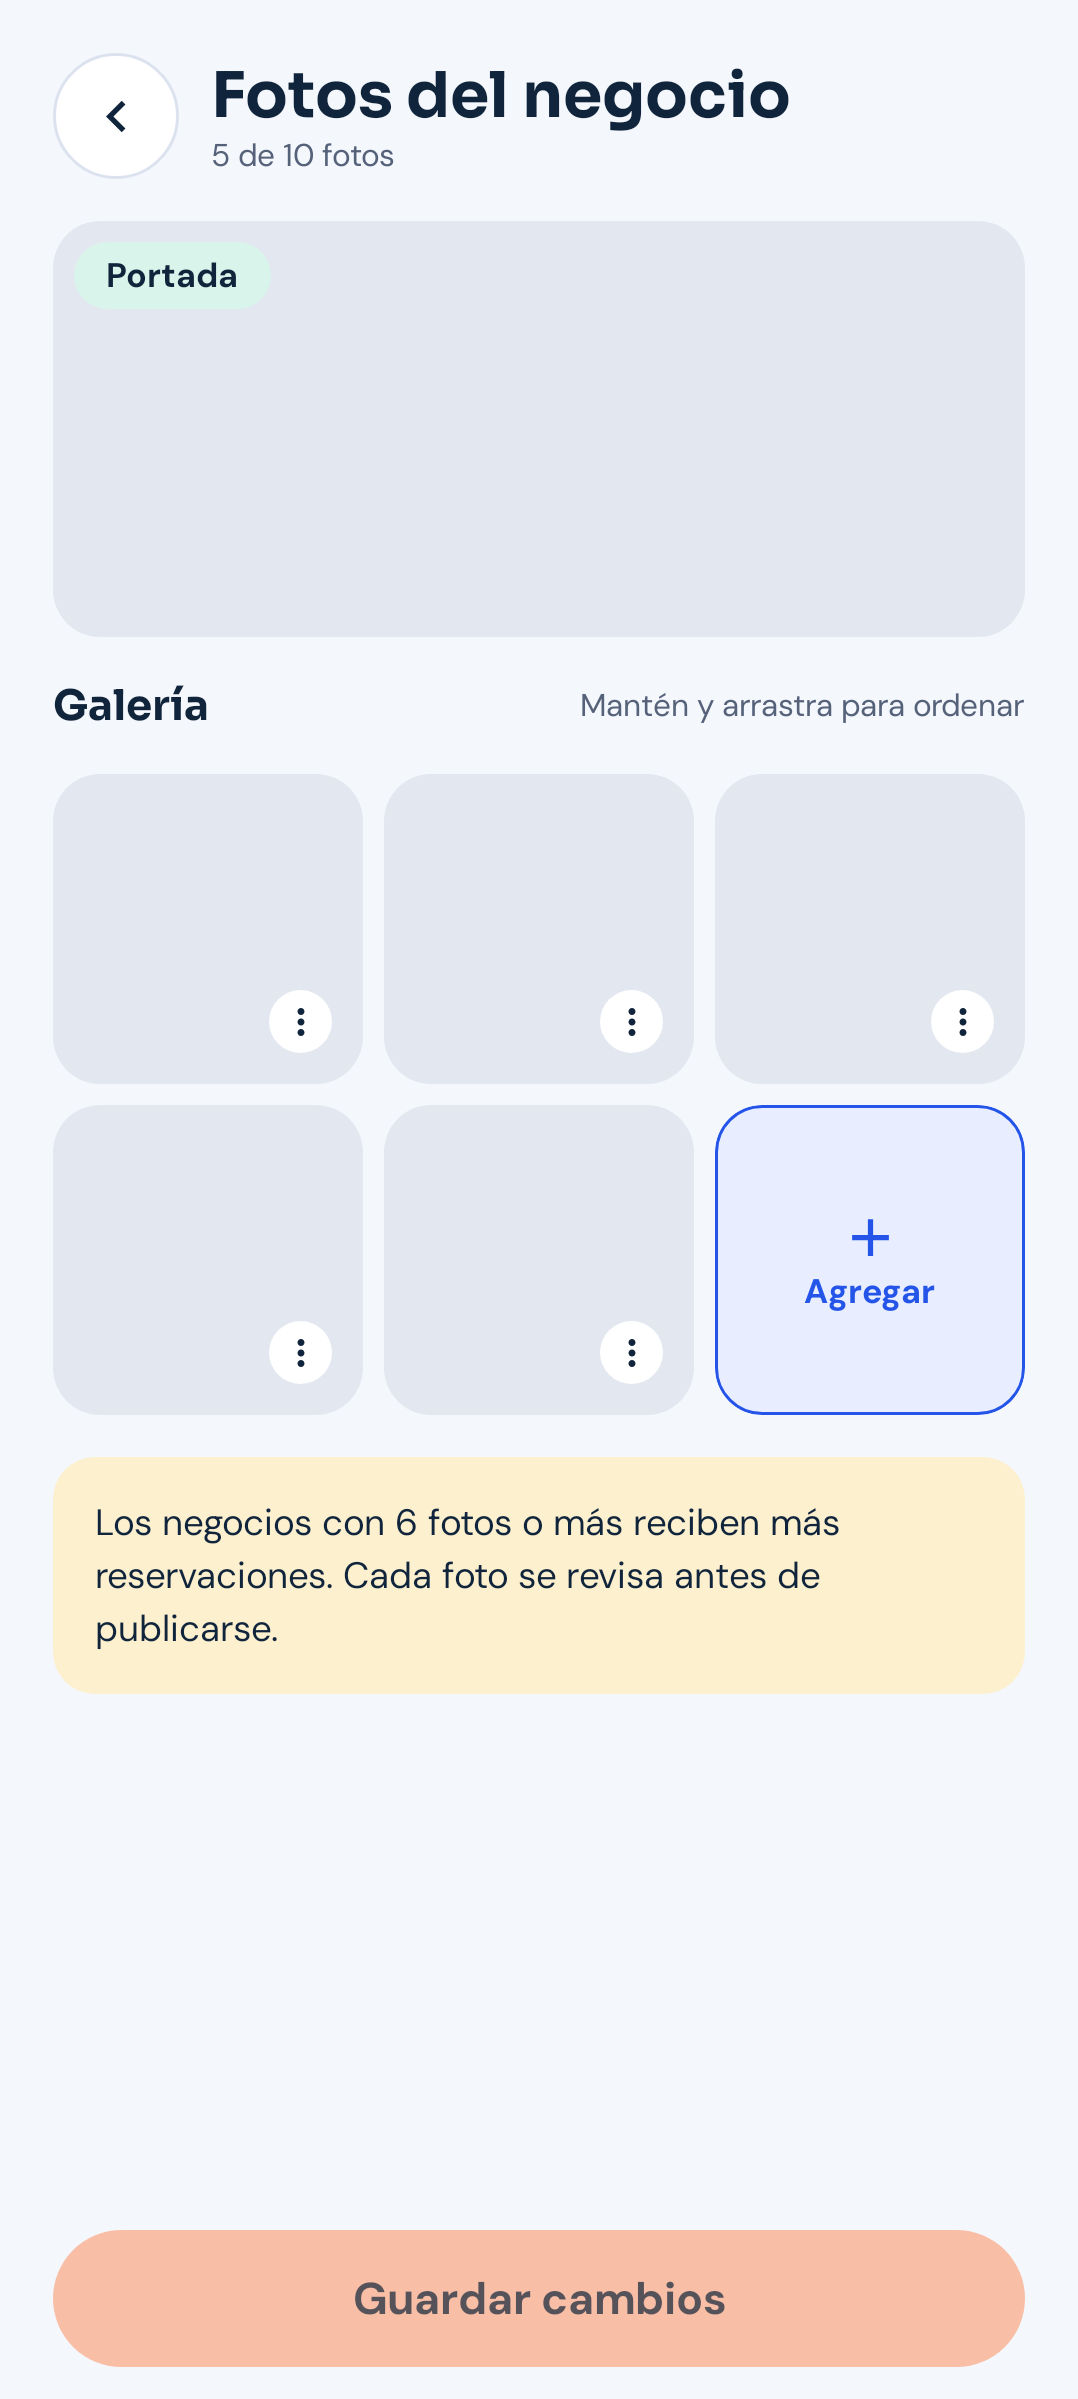 Fotos del negocio
5 de 10 fotos
Portada
Galería
Mantén y arrastra para ordenar
Agregar
Los negocios con 6 fotos o más reciben más
reservaciones. Cada foto se revisa antes de
publicarse.
Guardar cambios